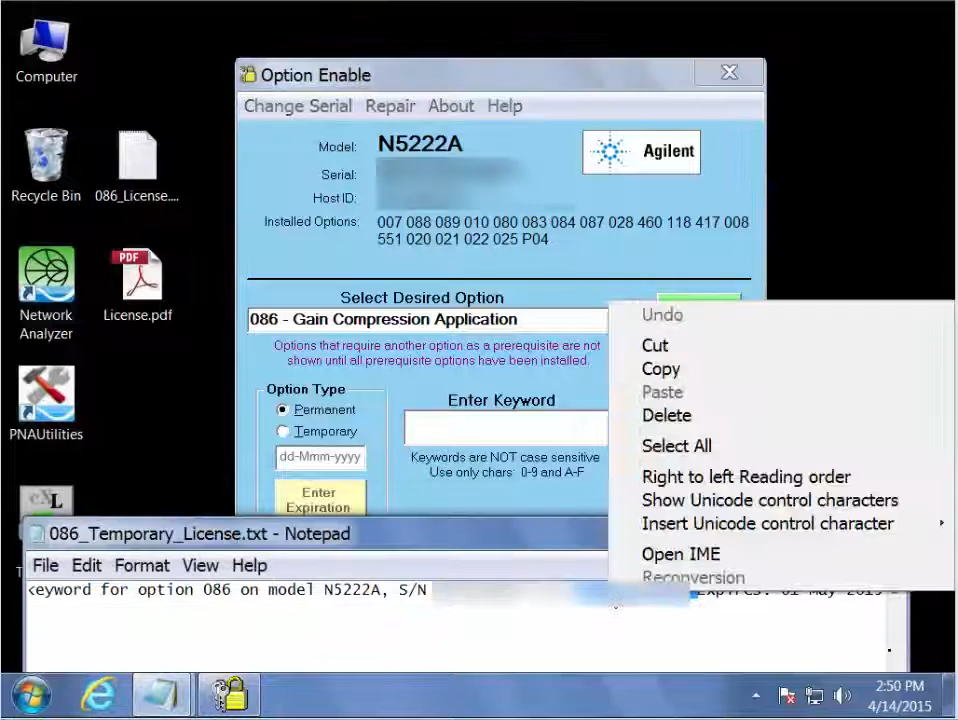 Computer
Recycle Bin
086_License....
Network
Analyzer
PDF
License.pdf
PNAUtilities
Option Enable
Change Serial Repair About Help
Model: N5222A
Agilent
Serial:
Host ID:
Installed Options: 007 088 089 010 080 083 084 087 028 460 118 417 008
551 020 021 022 025 P04
Select Desired Option
086 - Gain Compression Application
Options that require another option as a prerequisite are not
shown until all prerequisite options have been installed.
Option Type
Permanent
Temporary
dd-Mmm-yyyy
Enter
Expiration
Enter Keyword
Keywords are NOT case sensitive
Use only chars: 0-9 and A-F
Undo
Cut
Copy
Paste
Delete
Select All
Right to left Reading order
Show Unicode control characters
Insert Unicode control character
Open IME
Reconversion
086_Temporary_License.txt - Notepad
File Edit Format View Help
<eyword for option 086 on model N5222A, S/N
2:50 PM
4/14/2015